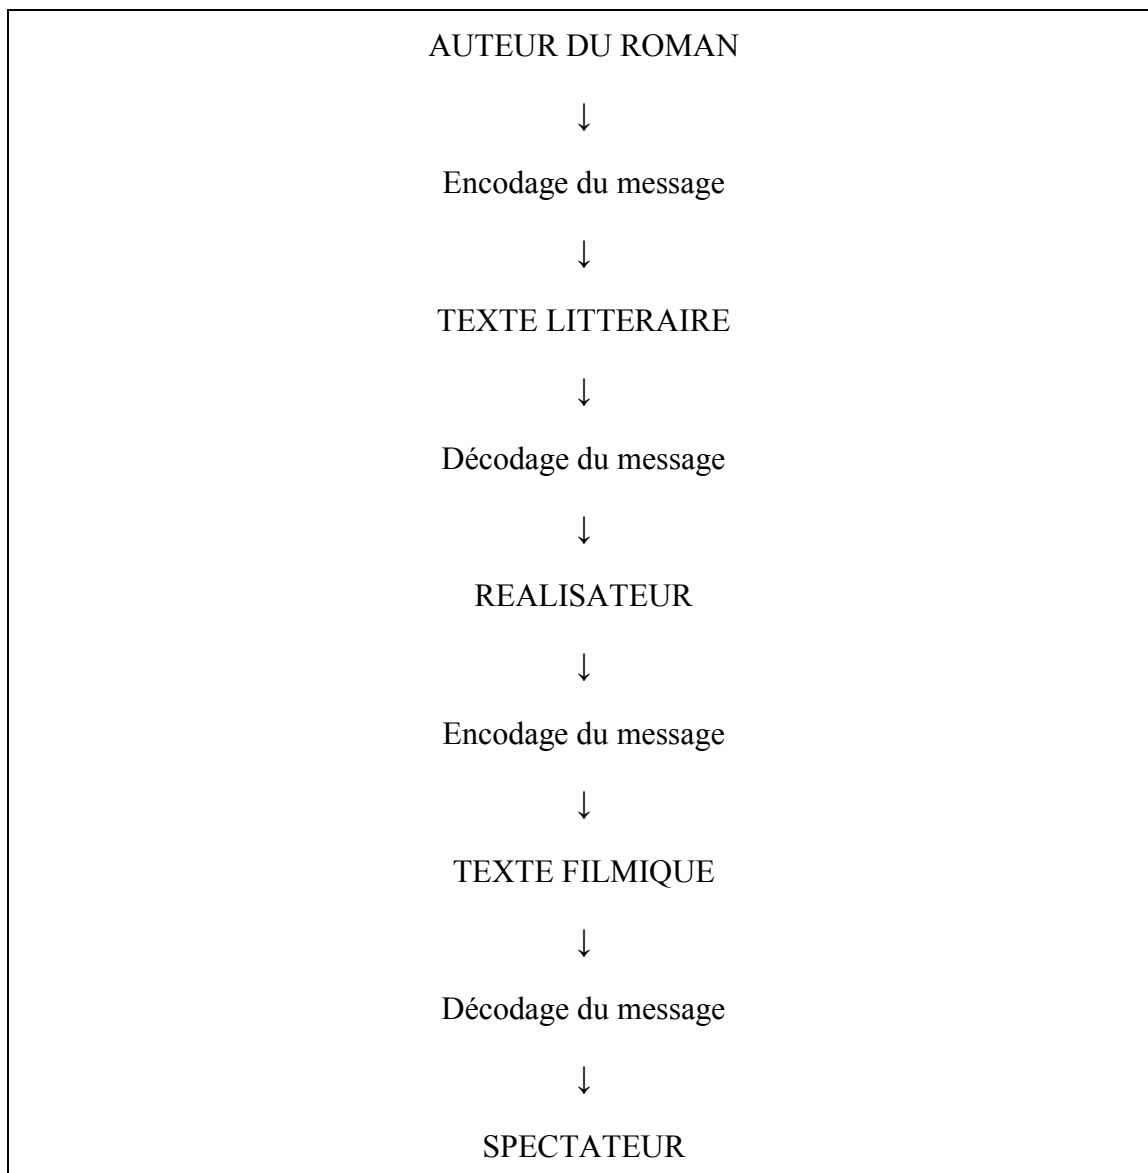 AUTEUR DU ROMAN
↓
Encodage du message
↓
TEXTE LITTERAIRE
↓
Décodage du message
↓
REALISATEUR
↓
Encodage du message
↓
TEXTE FILMIQUE
↓
Décodage du message
↓
SPECTATEUR